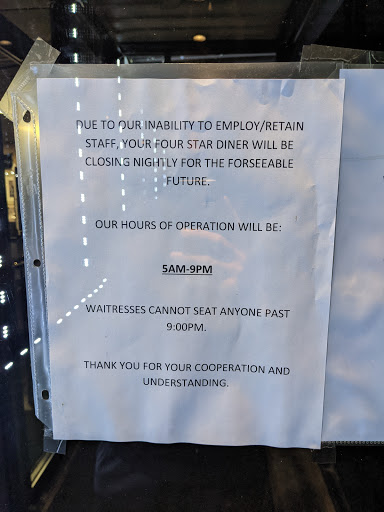 DUE TO OUR INABILITY TO EMPLOY/RETAIN
STAFF, YOUR FOUR STAR DINER WILL BE
CLOSING NIGHTLY FOR THE FORSEEABLE
FUTURE.
OUR HOURS OF OPERATION WILL BE:
5AM-9PM
WAITRESSES CANNOT SEAT ANYONE PAST
9:00PM.
THANK YOU FOR YOUR COOPERATION AND
UNDERSTANDING.